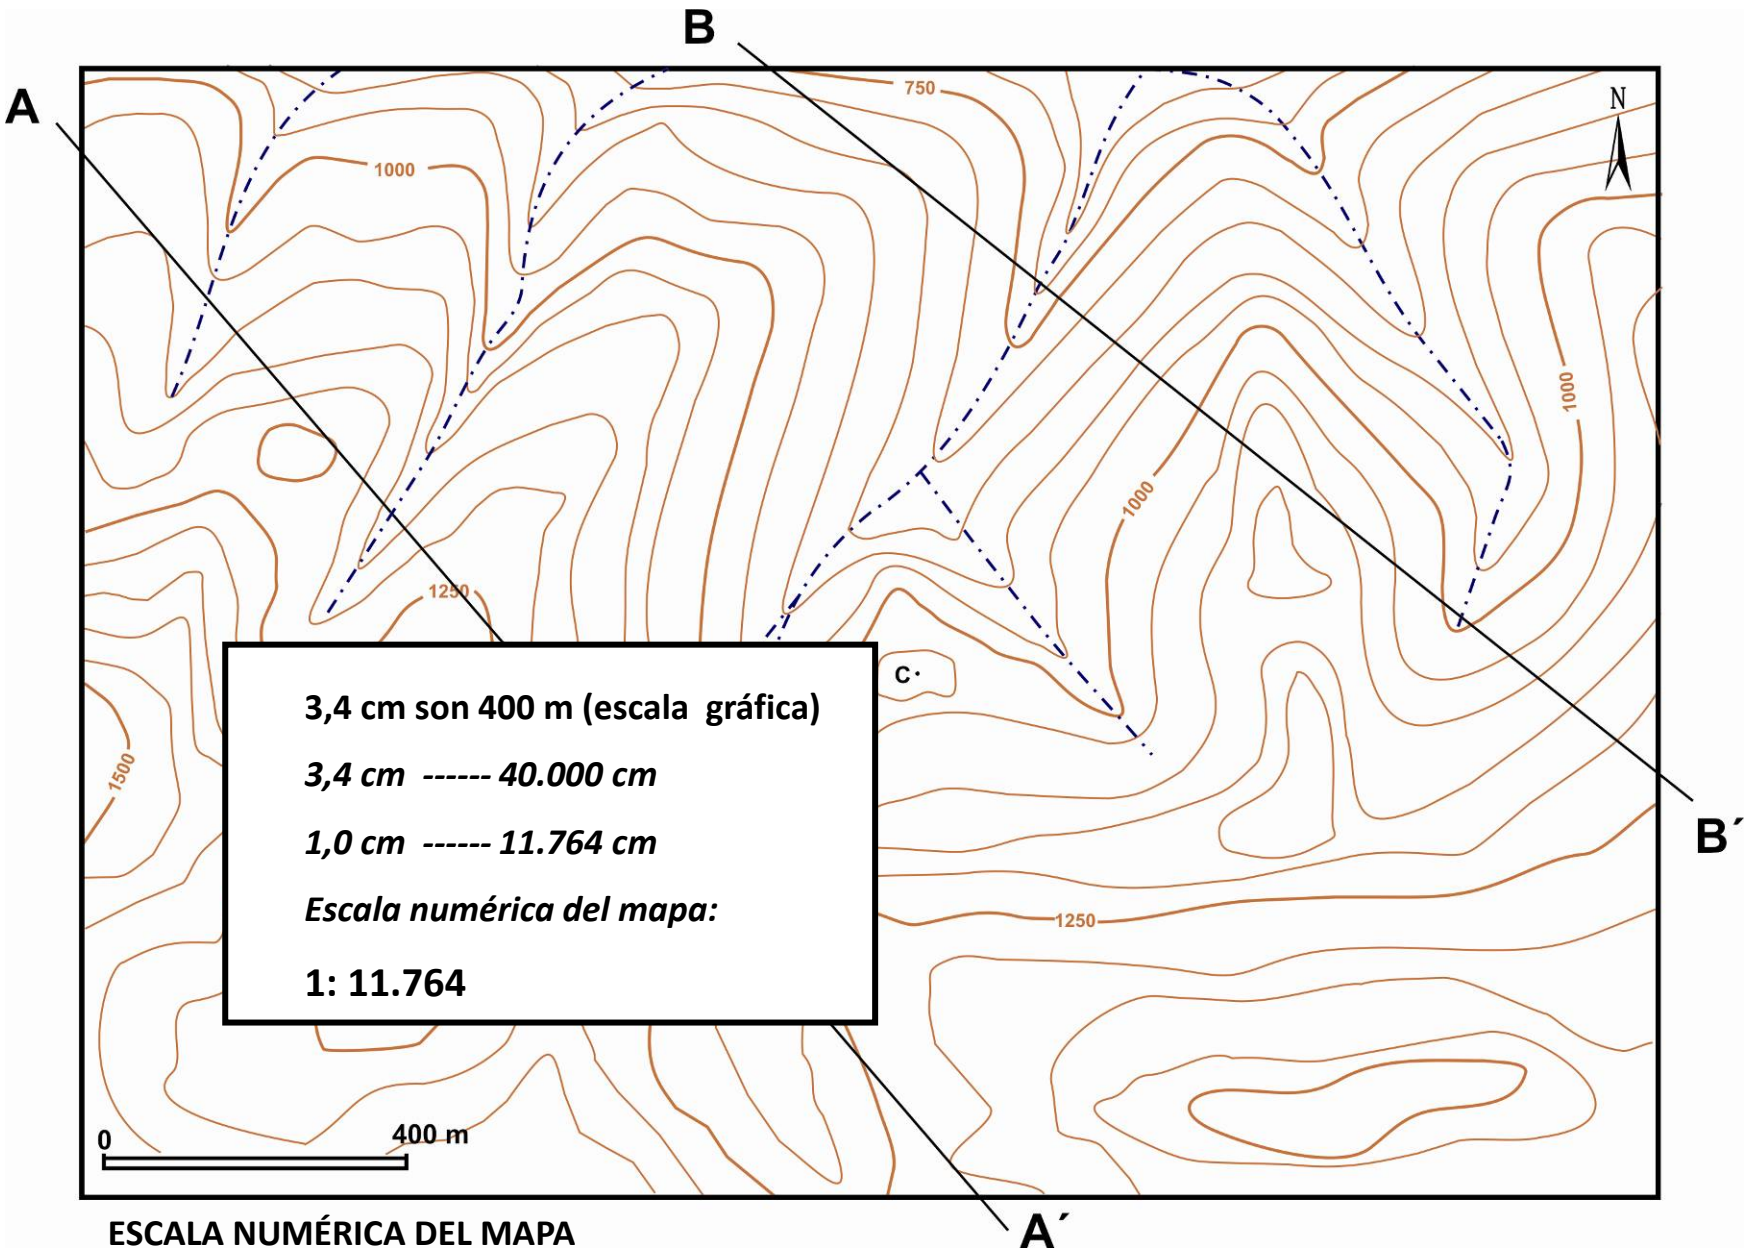 B
A
750
N
1000
1000
1000
1250
C
3,4 cm son 400 m (escala gráfica)
3,4 cm ------ 40.000 cm
1500
1,0 cm ------ 11.764 cm
B´
Escala numérica del mapa:
1250
1: 11.764
0
400 m
A´
ESCALA NUMÉRICA DEL MAPA